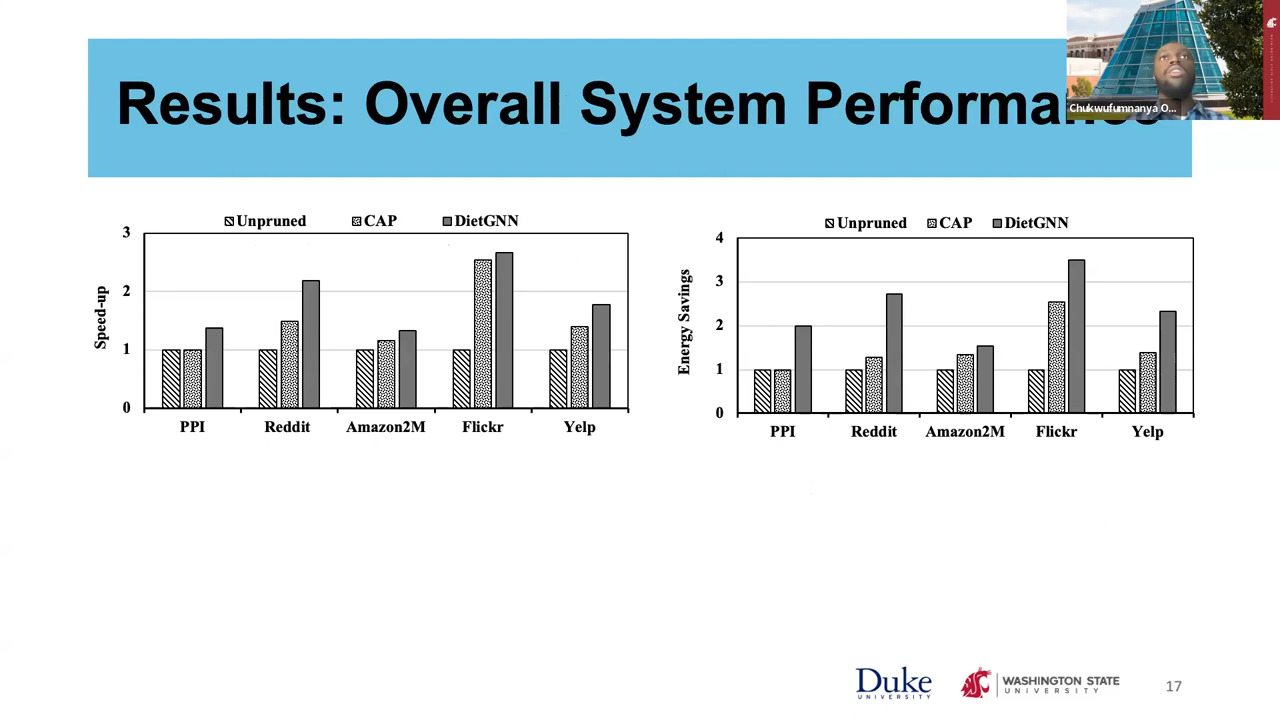 Results: Overall System Performance
Chukwufumnanya O...
Unpruned CAP DietGNN
3
2
1
0
Speed-up
PPI Reddit Amazon2M Flickr Yelp
Unpruned CAP DietGNN
4
3
2
1
0
Energy Savings
PPI Reddit Amazon2M Flickr Yelp
Duke
UNIVERSITY
WASHINGTON STATE
UNIVERSITY
17